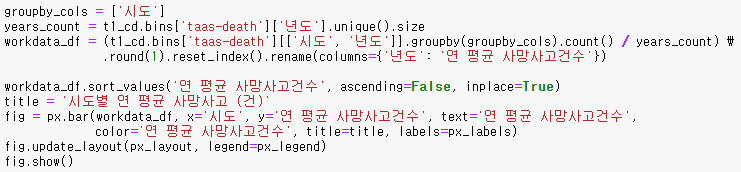 groupby_cols = ['시도']
years_count = t1_cd.bins['taas-death']['년도'].unique().size
workdata_df = (t1_cd.bins['taas-death'][['시도', '년도']].groupby(groupby_cols).count() / years_count) ₩
.round(1).reset_index().rename(columns={'년도': '연 평균 사망사고건수'})
workdata_df.sort_values('연 평균 사망사고건수', ascending=False, inplace=True)
title = '시도별 연 평균 사망사고 (건)'
fig = px.bar(workdata_df, x='시도', y='연 평균 사망사고건수', text='연 평균 사망사고건수',
color='연 평균 사망사고건수', title=title, labels=px_labels)
fig.update_layout(px_layout, legend=px_legend)
fig.show()